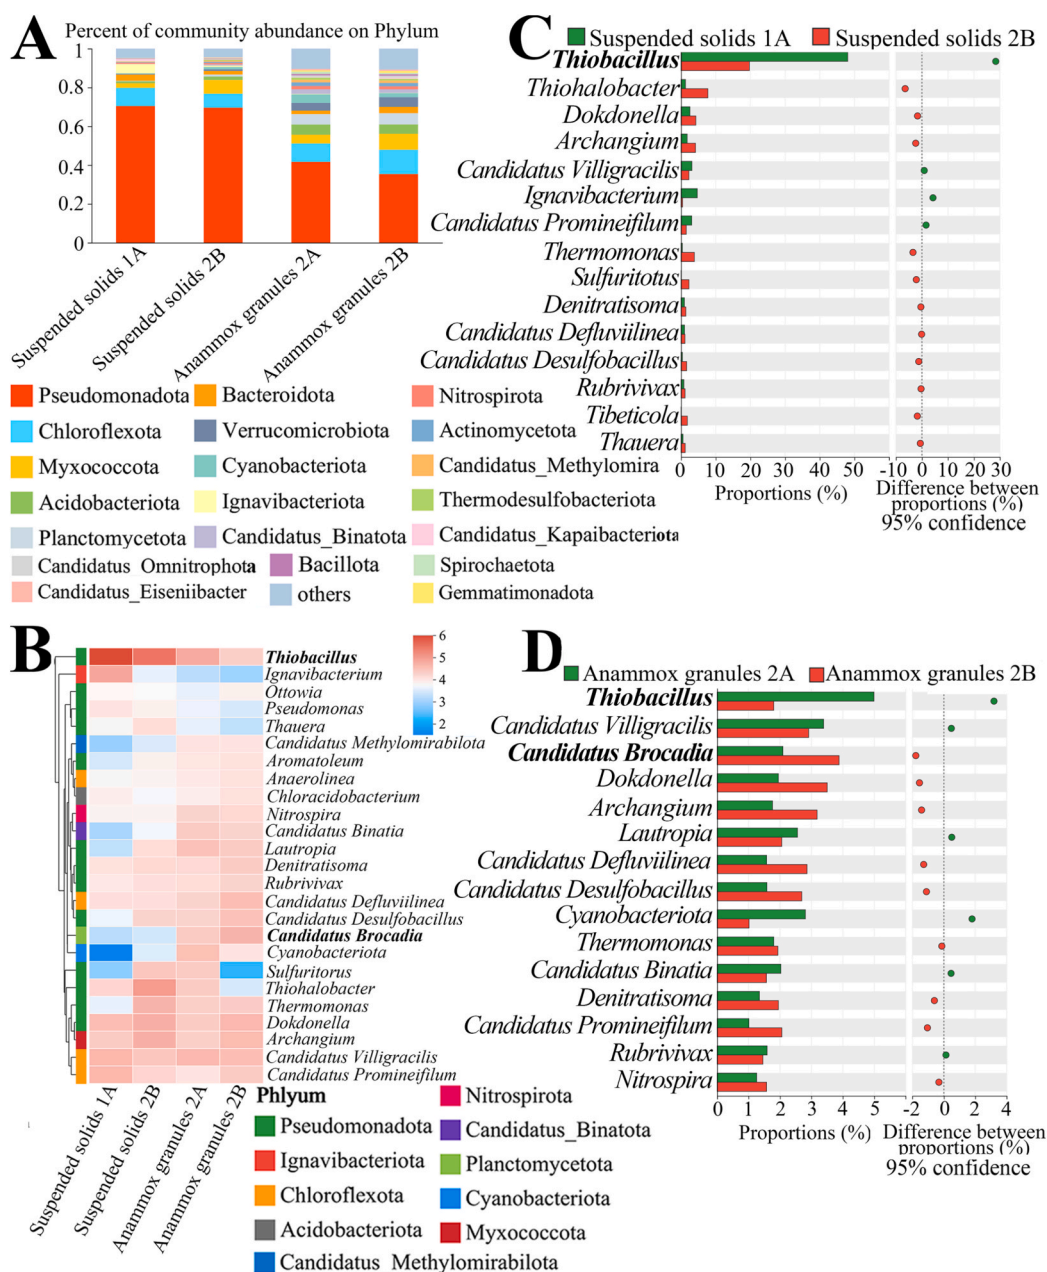 A
Percent of community abundance on Phylum
1
0.8
0.6
0.4
0.2
0
Suspended solids 1A
Suspended solids 2B
Anammox granules 2A
Anammox granules 2B
Pseudomonadota
Bacteroidota
Nitrospirota
Chloroflexota
Verrucomicrobiota
Actinomycetota
Myxococcota
Cyanobacteriota
Candidatus_Methylomira
Acidobacteriota
Ignavibacteriota
Thermodesulfobacteriota
Planctomycetota
Candidatus_Binatota
Candidatus_Kapaibacteriota
Candidatus_Omnitrophota
Bacillota
Spirochaetota
Candidatus_Eiseniibacter
others
Gemmatimonadota
C
Suspended solids 1A
Suspended solids 2B
Thiobacillus
Thiohalobacter
Dokdonella
Archangium
Candidatus Villigracilis
Ignavibacterium
Candidatus Promineifilum
Thermomonas
Sulfuritotus
Denitratisoma
Candidatus Defluviilinea
Candidatus Desulfobacillus
Rubrivivax
Tibeticola
Thauera
0 10 20 30 40 50
-10 0 10 20 30
Proportions (%)
Difference between
proportions (%)
95% confidence
B
6
5
4
3
2
Thiobacillus
Ignavibacterium
Ottowia
Pseudomonas
Thauera
Candidatus Methylomirabilota
Aromatoleum
Anaerolinea
Chloracidobacterium
Nitrospira
Candidatus Binatia
Lautropia
Denitratisoma
Rubrivivax
Candidatus Defluviilinea
Candidatus Desulfobacillus
Candidatus Brocadia
Cyanobacteriota
Sulfuritorus
Thiohalobacter
Thermomonas
Dokdonella
Archangium
Candidatus Villigracilis
Candidatus Promineifilum
Suspended solids 1A
Suspended solids 2B
Anammox granules 2A
Anammox granules 2B
Phlyum
Nitrospirota
Pseudomonadota
Candidatus_Binatota
Ignavibacteriota
Planctomycetota
Chloroflexota
Cyanobacteriota
Acidobacteriota
Myxococcota
Candidatus_Methylomirabilota
D
Anammox granules 2A
Anammox granules 2B
Thiobacillus
Candidatus Villigracilis
Candidatus Brocadia
Dokdonella
Archangium
Lautropia
Candidatus Defluviilinea
Candidatus Desulfobacillus
Cyanobacteriota
Thermomonas
Candidatus Binatia
Denitratisoma
Candidatus Promineifilum
Rubrivivax
Nitrospira
0 1 2 3 4 5
-2 0 2 4
Proportions (%)
Difference between
proportions (%)
95% confidence